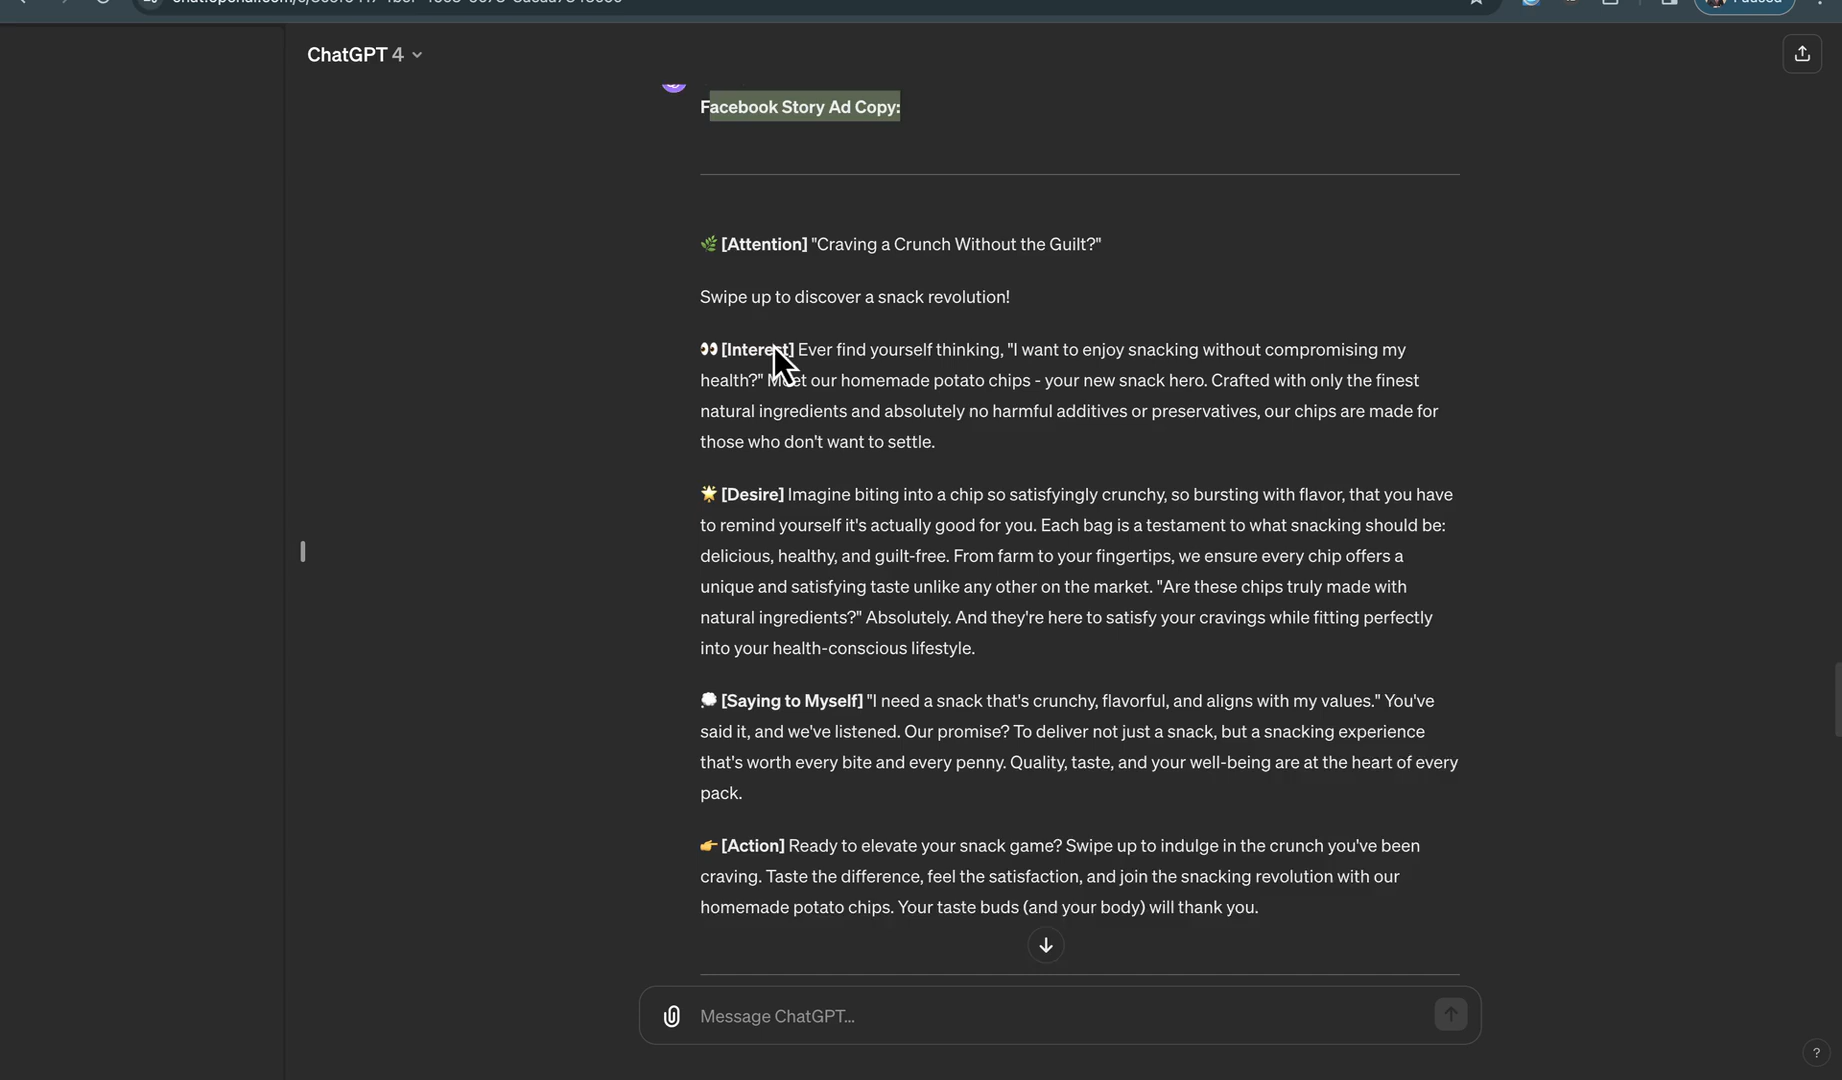 Paused
ChatGPT 4
Facebook Story Ad Copy:
🌿 [Attention] "Craving a Crunch Without the Guilt?"
Swipe up to discover a snack revolution!
👀 [Interest] Ever find yourself thinking, "I want to enjoy snacking without compromising my
health?" Meet our homemade potato chips - your new snack hero. Crafted with only the finest
natural ingredients and absolutely no harmful additives or preservatives, our chips are made for
those who don't want to settle.
🌟 [Desire] Imagine biting into a chip so satisfyingly crunchy, so bursting with flavor, that you have
to remind yourself it's actually good for you. Each bag is a testament to what snacking should be:
delicious, healthy, and guilt-free. From farm to your fingertips, we ensure every chip offers a
unique and satisfying taste unlike any other on the market. "Are these chips truly made with
natural ingredients?" Absolutely. And they're here to satisfy your cravings while fitting perfectly
into your health-conscious lifestyle.
💭 [Saying to Myself] "I need a snack that's crunchy, flavorful, and aligns with my values." You've
said it, and we've listened. Our promise? To deliver not just a snack, but a snacking experience
that's worth every bite and every penny. Quality, taste, and your well-being are at the heart of every
pack.
👉 [Action] Ready to elevate your snack game? Swipe up to indulge in the crunch you've been
craving. Taste the difference, feel the satisfaction, and join the snacking revolution with our
homemade potato chips. Your taste buds (and your body) will thank you.
Message ChatGPT...
?